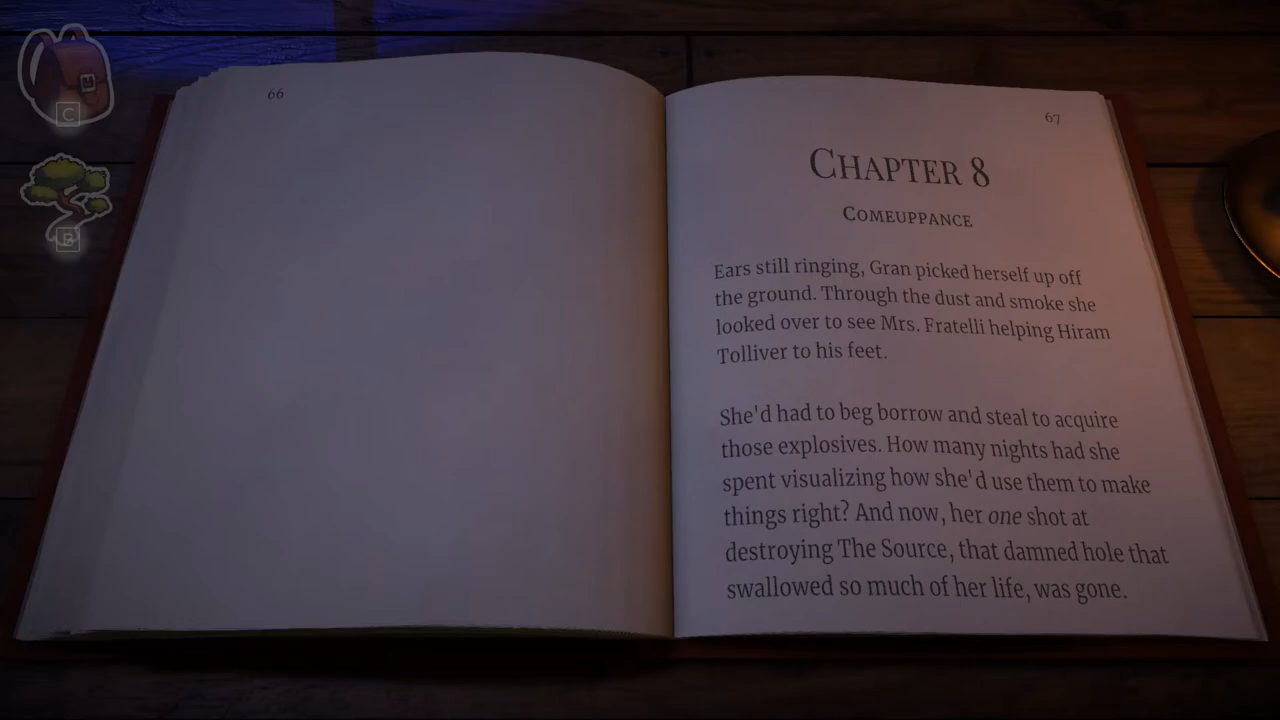 C
B
66
67
Chapter 8
Comeuppance
Ears still ringing, Gran picked herself up off
the ground. Through the dust and smoke she
looked over to see Mrs. Fratelli helping Hiram
Tolliver to his feet.
She'd had to beg borrow and steal to acquire
those explosives. How many nights had she
spent visualizing how she'd use them to make
things right? And now, her one shot at
destroying The Source, that damned hole that
swallowed so much of her life, was gone.